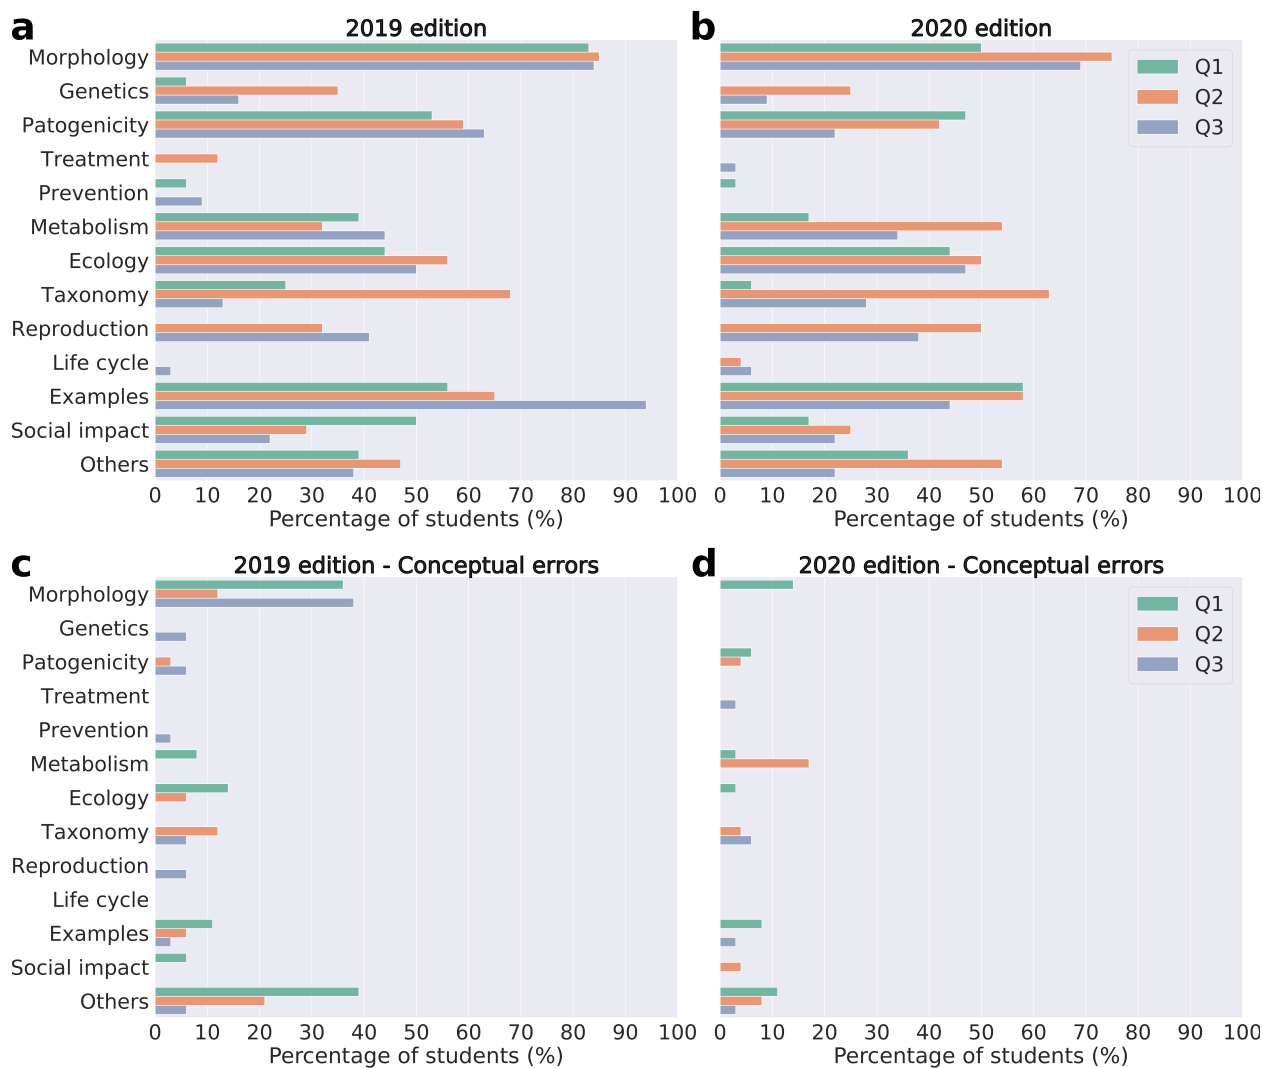 a 2019 edition
Morphology
Genetics
Patogenicity
Treatment
Prevention
Metabolism
Ecology
Taxonomy
Reproduction
Life cycle
Examples
Social impact
Others
0 10 20 30 40 50 60 70 80 90 100
Percentage of students (%)
b 2020 edition
Q1
Q2
Q3
0 10 20 30 40 50 60 70 80 90 100
Percentage of students (%)
c 2019 edition - Conceptual errors
Morphology
Genetics
Patogenicity
Treatment
Prevention
Metabolism
Ecology
Taxonomy
Reproduction
Life cycle
Examples
Social impact
Others
0 10 20 30 40 50 60 70 80 90 100
Percentage of students (%)
d 2020 edition - Conceptual errors
Q1
Q2
Q3
0 10 20 30 40 50 60 70 80 90 100
Percentage of students (%)